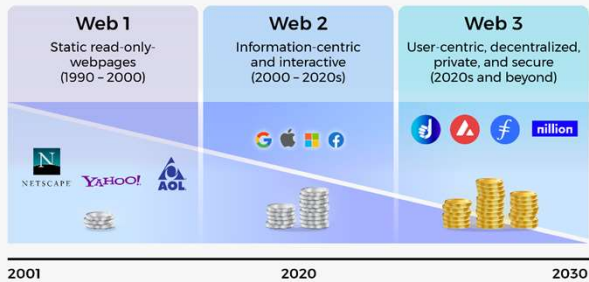 Web 1
Static read-only-
webpages
(1990 – 2000)
Web 2
Information-centric
and interactive
(2000 – 2020s)
Web 3
User-centric, decentralized,
private, and secure
(2020s and beyond)
N
NETSCAPE
YAHOO!
AOL
nillion
2001
2020
2030